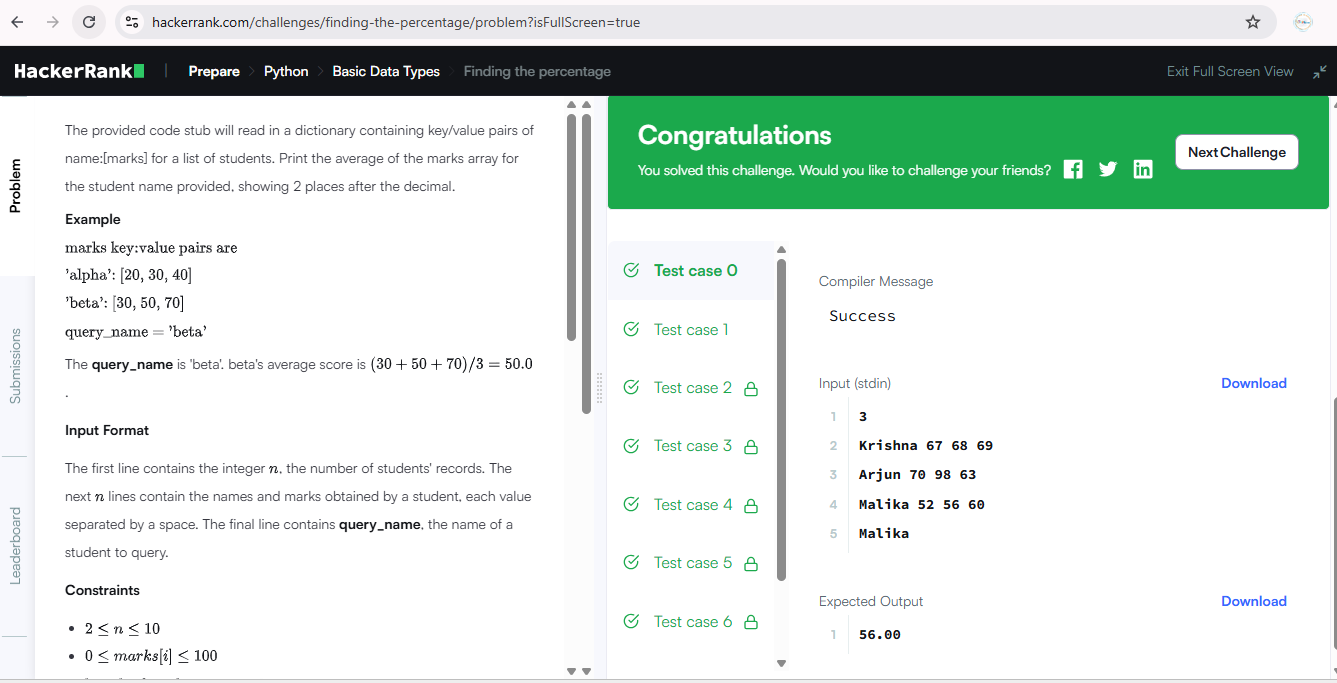 hackerrank.com/challenges/finding-the-percentage/problem?isFullScreen=true
HackerRank
Prepare > Python > Basic Data Types > Finding the percentage
Exit Full Screen View
Problem
Submissions
Leaderboard
The provided code stub will read in a dictionary containing key/value pairs of
name:[marks] for a list of students. Print the average of the marks array for
the student name provided, showing 2 places after the decimal.
Example
marks key:value pairs are
'alpha': [20, 30, 40]
'beta': [30, 50, 70]
query_name = 'beta'
The query_name is 'beta'. beta's average score is (30 + 50 + 70)/3 = 50.0
.
Input Format
The first line contains the integer n, the number of students' records. The
next n lines contain the names and marks obtained by a student, each value
separated by a space. The final line contains query_name, the name of a
student to query.
Constraints
• 2 ≤ n ≤ 10
• 0 ≤ marks[i] ≤ 100
Congratulations
You solved this challenge. Would you like to challenge your friends?
Next Challenge
Test case 0
Test case 1
Test case 2
Test case 3
Test case 4
Test case 5
Test case 6
Compiler Message
Success
Input (stdin)
Download
1 3
2 Krishna 67 68 69
3 Arjun 70 98 63
4 Malika 52 56 60
5 Malika
Expected Output
Download
1 56.00